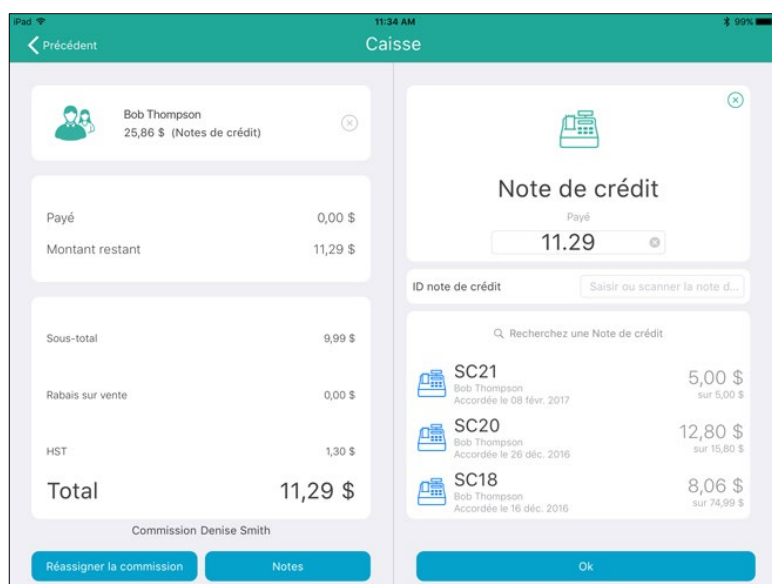 iPad
11:34 AM
99%
Précédent
Caisse
Bob Thompson
25,86 $ (Notes de crédit)
Payé 0,00 $
Montant restant 11,29 $
Sous-total 9,99 $
Rabais sur vente 0,00 $
HST 1,30 $
Total 11,29 $
Commission Denise Smith
Réassigner la commission
Notes
Note de crédit
Payé
11.29
ID note de crédit
Saisir ou scanner la note d...
Recherchez une Note de crédit
SC21
Bob Thompson
Accordée le 08 févr. 2017
5,00 $
sur 5,00 $
SC20
Bob Thompson
Accordée le 26 déc. 2016
12,80 $
sur 15,80 $
SC18
Bob Thompson
Accordée le 16 déc. 2016
8,06 $
sur 74,99 $
Ok